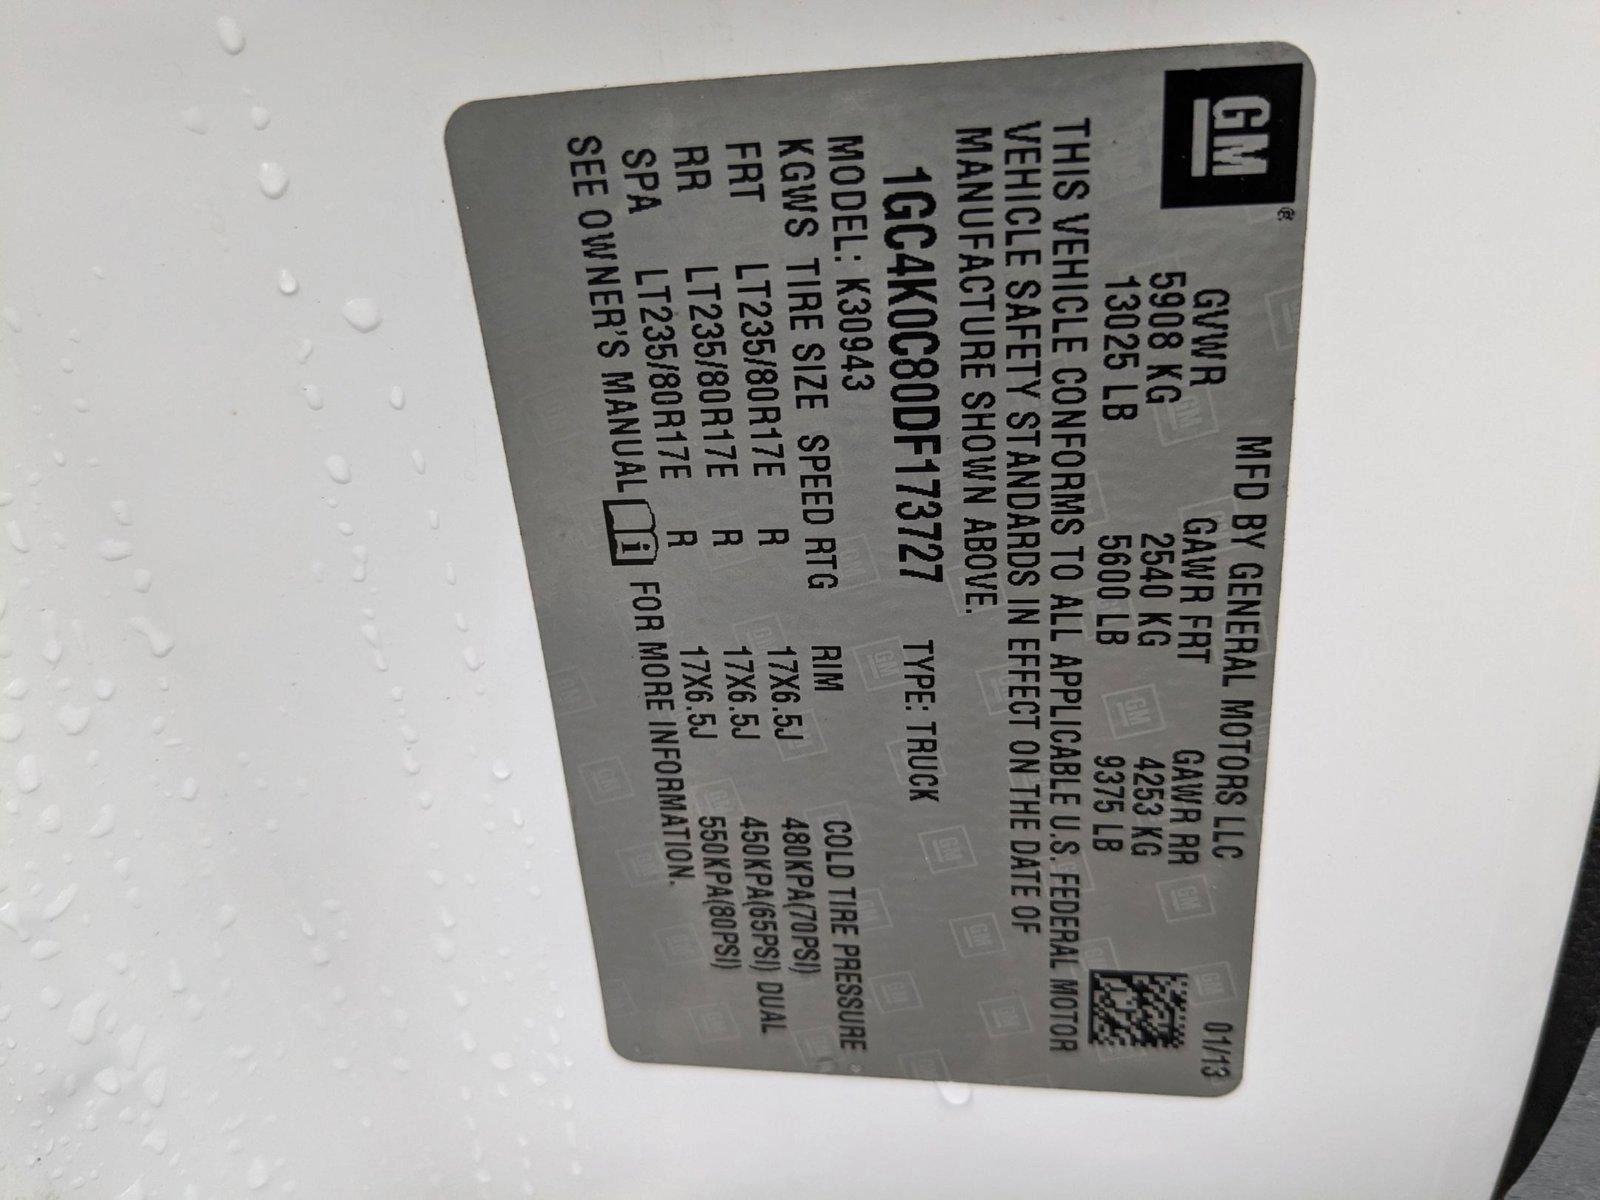 GM ®
MFD BY GENERAL MOTORS LLC 01/13
GVWR GAWR FRT GAWR RR
5908 KG 2540 KG 4253 KG
13025 LB 5600 LB 9375 LB
THIS VEHICLE CONFORMS TO ALL APPLICABLE U.S. FEDERAL MOTOR
VEHICLE SAFETY STANDARDS IN EFFECT ON THE DATE OF
MANUFACTURE SHOWN ABOVE.
1GC4K0C80DF173727 TYPE: TRUCK
MODEL: K30943
KGWS TIRE SIZE SPEED RTG RIM COLD TIRE PRESSURE
FRT LT235/80R17E R 17X6.5J 480KPA(70PSI)
RR LT235/80R17E R 17X6.5J 450KPA(65PSI) DUAL
SPA LT235/80R17E R 17X6.5J 550KPA(80PSI)
SEE OWNER'S MANUAL i FOR MORE INFORMATION.